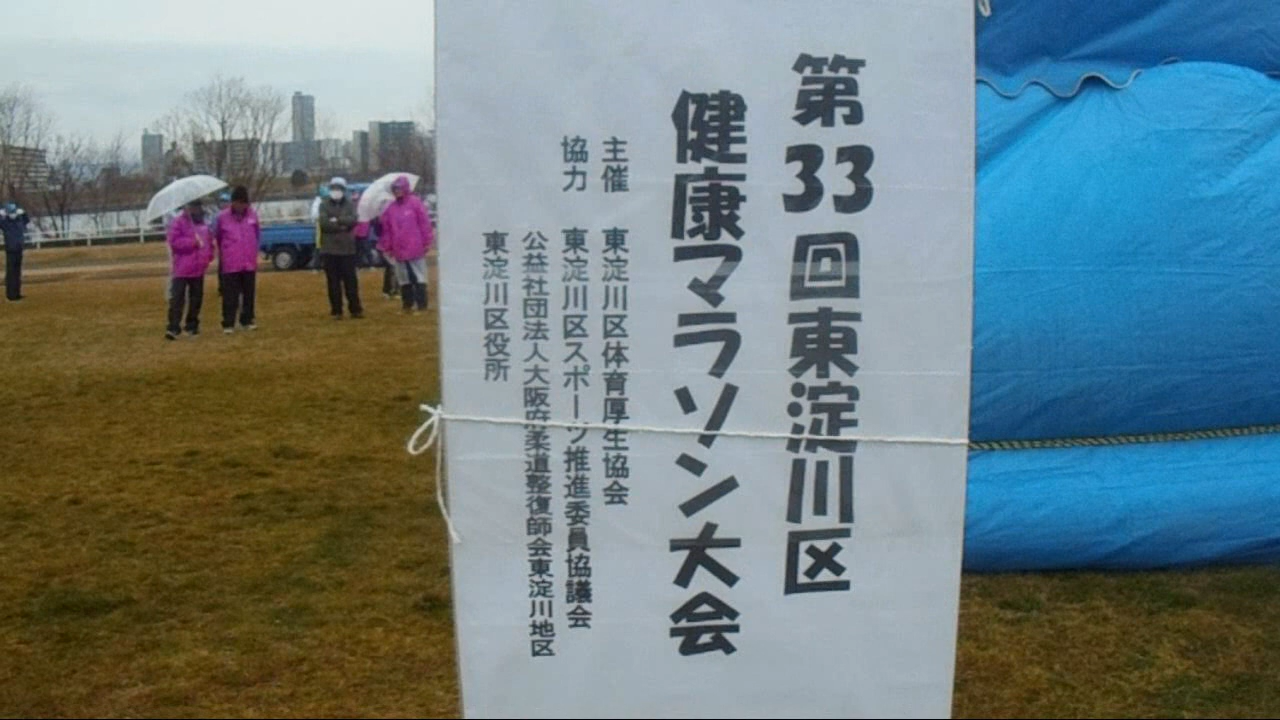 第33回東淀川区
健康マラソン大会
主催 東淀川区体育厚生協会
協力 東淀川区スポーツ推進委員協議会
公益社団法人大阪府柔道整復師会東淀川地区
東淀川区役所